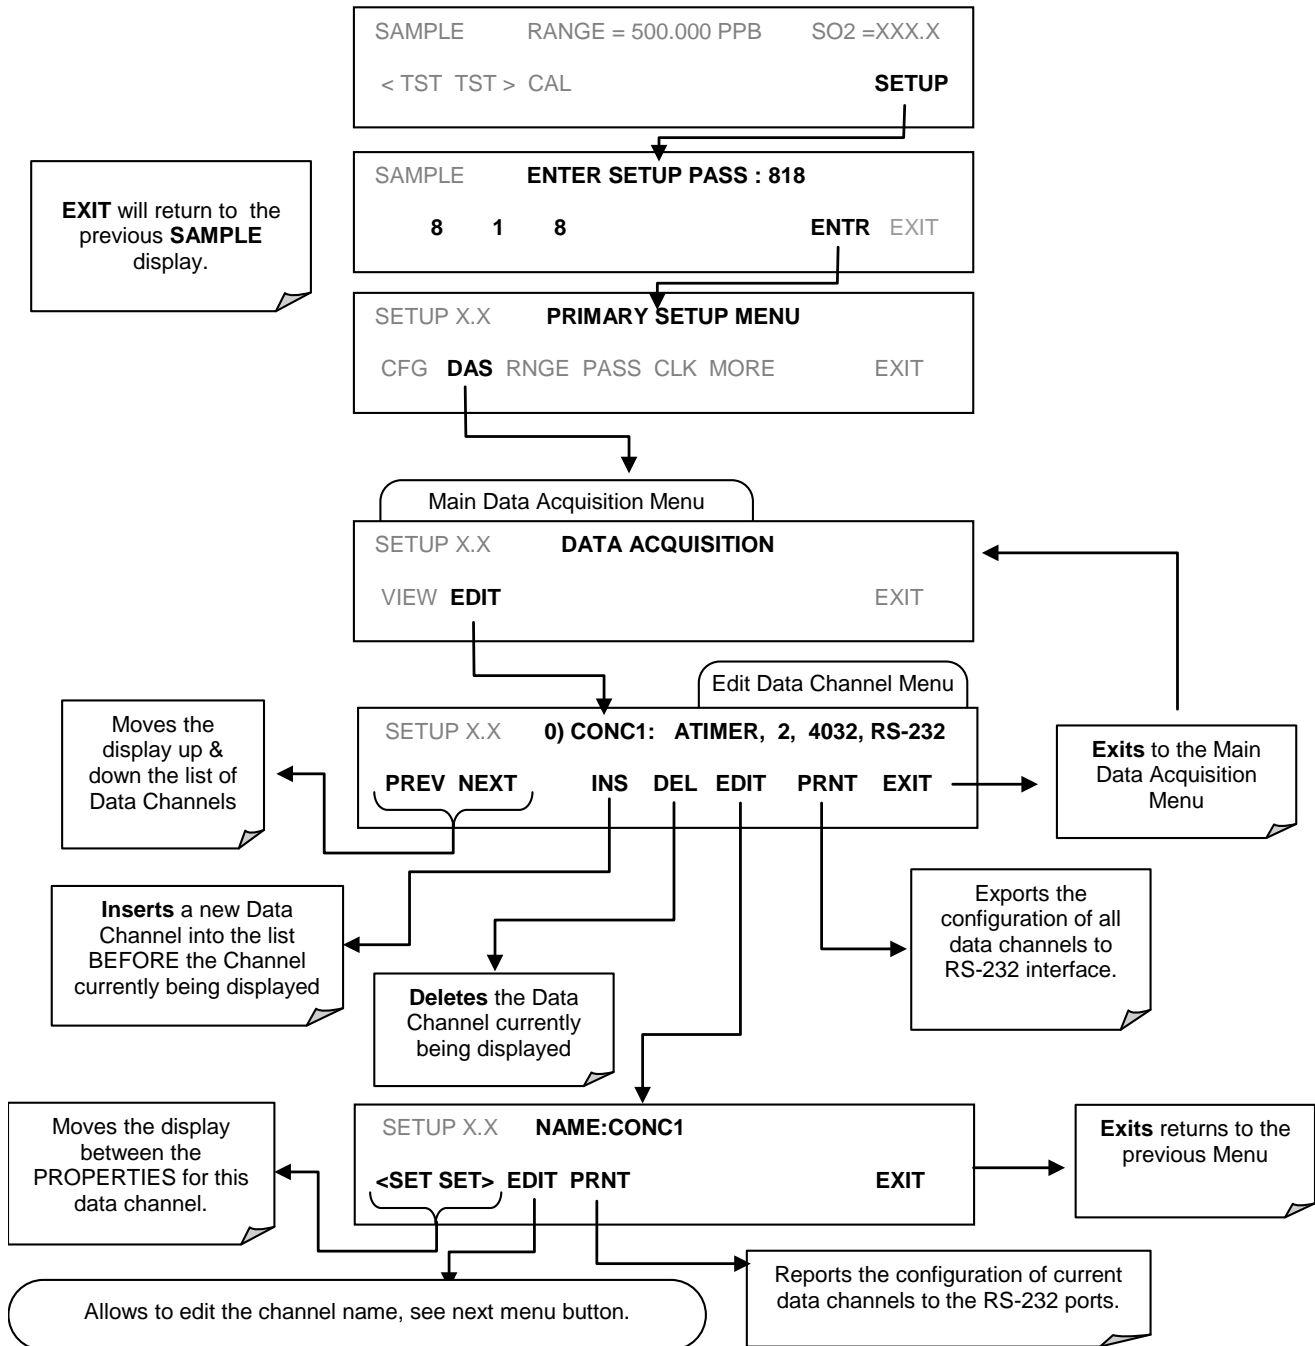 SAMPLE RANGE = 500.000 PPB SO2 =XXX.X
< TST TST > CAL SETUP
SAMPLE ENTER SETUP PASS : 818
8 1 8 ENTR EXIT
EXIT will return to the
previous SAMPLE
display.
SETUP X.X PRIMARY SETUP MENU
CFG DAS RNGE PASS CLK MORE EXIT
Main Data Acquisition Menu
SETUP X.X DATA ACQUISITION
VIEW EDIT EXIT
Edit Data Channel Menu
SETUP X.X 0) CONC1: ATIMER, 2, 4032, RS-232
PREV NEXT INS DEL EDIT PRNT EXIT
Moves the
display up &
down the list of
Data Channels
Exits to the Main
Data Acquisition
Menu
Inserts a new Data
Channel into the list
BEFORE the Channel
currently being displayed
Deletes the Data
Channel currently
being displayed
Exports the
configuration of all
data channels to
RS-232 interface.
Moves the display
between the
PROPERTIES for this
data channel.
SETUP X.X NAME:CONC1
<SET SET> EDIT PRNT EXIT
Exits returns to the
previous Menu
Allows to edit the channel name, see next menu button.
Reports the configuration of current
data channels to the RS-232 ports.